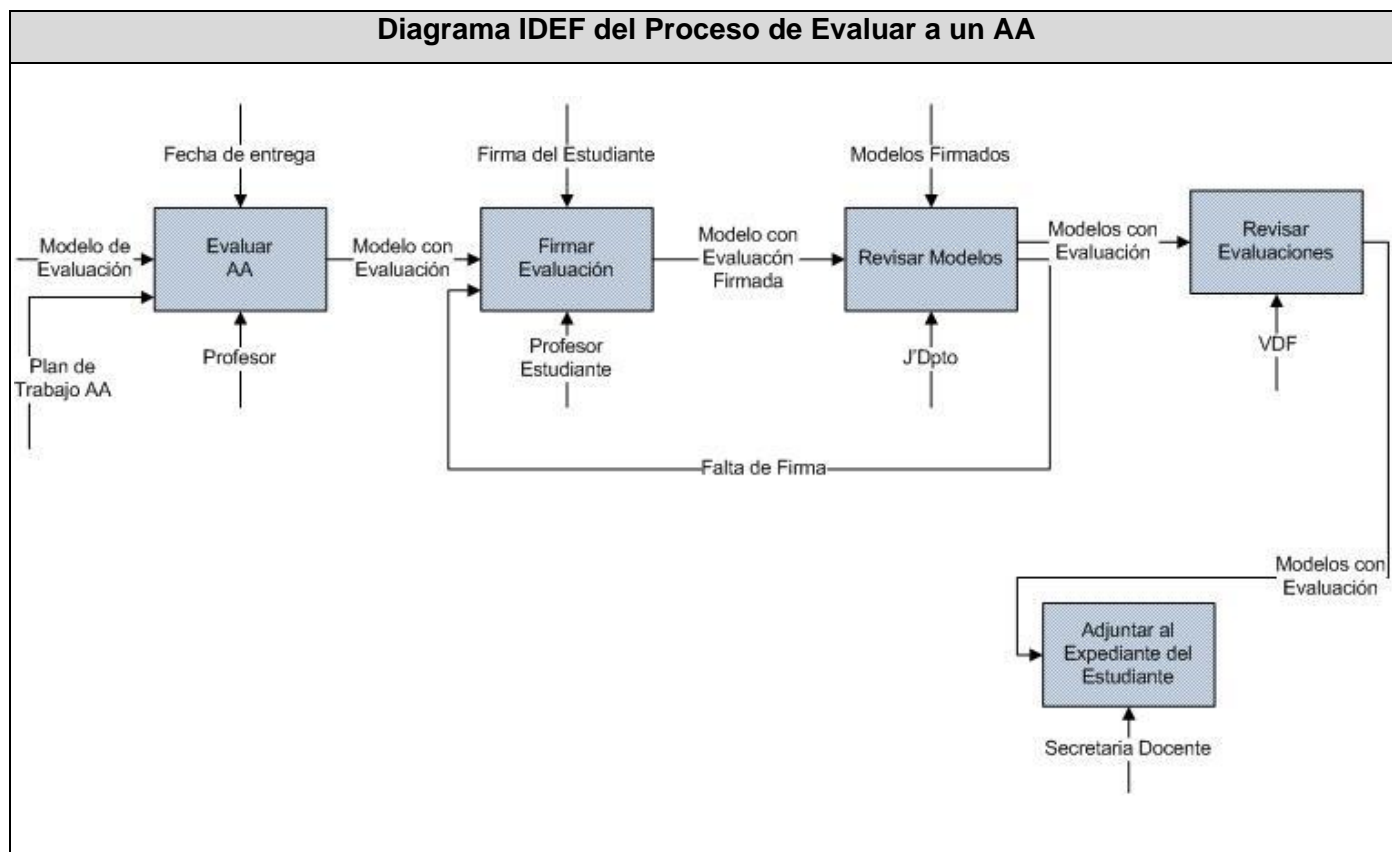 Diagrama IDEF del Proceso de Evaluar a un AA
Fecha de entrega
Firma del Estudiante
Modelos Firmados
Modelo de
Evaluación
Evaluar
AA
Modelo con
Evaluación
Firmar
Evaluación
Modelo con
Evaluacón
Firmada
Revisar Modelos
Modelos con
Evaluación
Revisar
Evaluaciones
Plan de
Trabajo AA
Profesor
Profesor
Estudiante
J'Dpto
VDF
Falta de Firma
Modelos con
Evaluación
Adjuntar al
Expediante del
Estudiante
Secretaria Docente